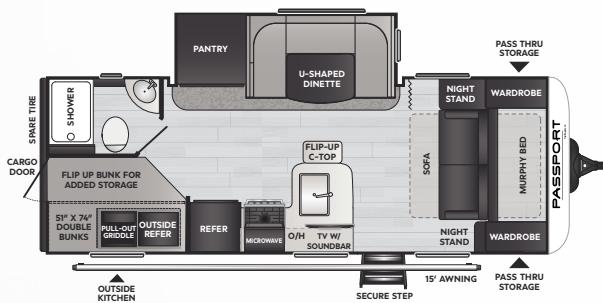 PANTRY
U-SHAPED
DINETTE
PASS THRU
STORAGE
NIGHT
STAND
WARDROBE
SPARE TIRE
SHOWER
CARGO
DOOR
FLIP UP BUNK FOR
ADDED STORAGE
FLIP-UP
C-TOP
SOFA
MURPHY BED
PASSPORT
51" X 74"
DOUBLE
BUNKS
PULL-OUT
GRIDDLE
OUTSIDE
REFER
REFER
MICROWAVE
O/H
TV W/
SOUNDBAR
NIGHT
STAND
WARDROBE
OUTSIDE
KITCHEN
SECURE STEP
15' AWNING
PASS THRU
STORAGE